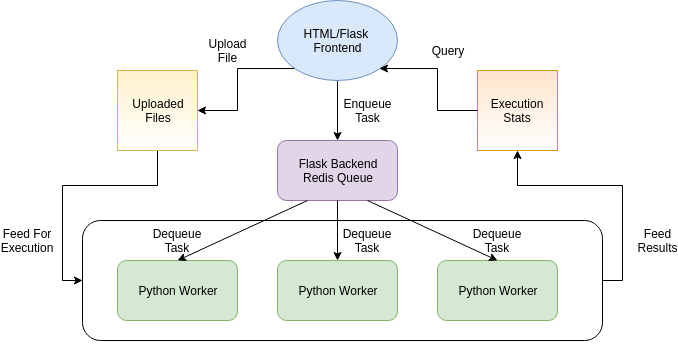 HTML/Flask
Frontend
Upload
File
Query
Uploaded
Files
Enqueue
Task
Execution
Stats
Flask Backend
Redis Queue
Feed For
Execution
Dequeue
Task
Dequeue
Task
Dequeue
Task
Feed
Results
Python Worker
Python Worker
Python Worker